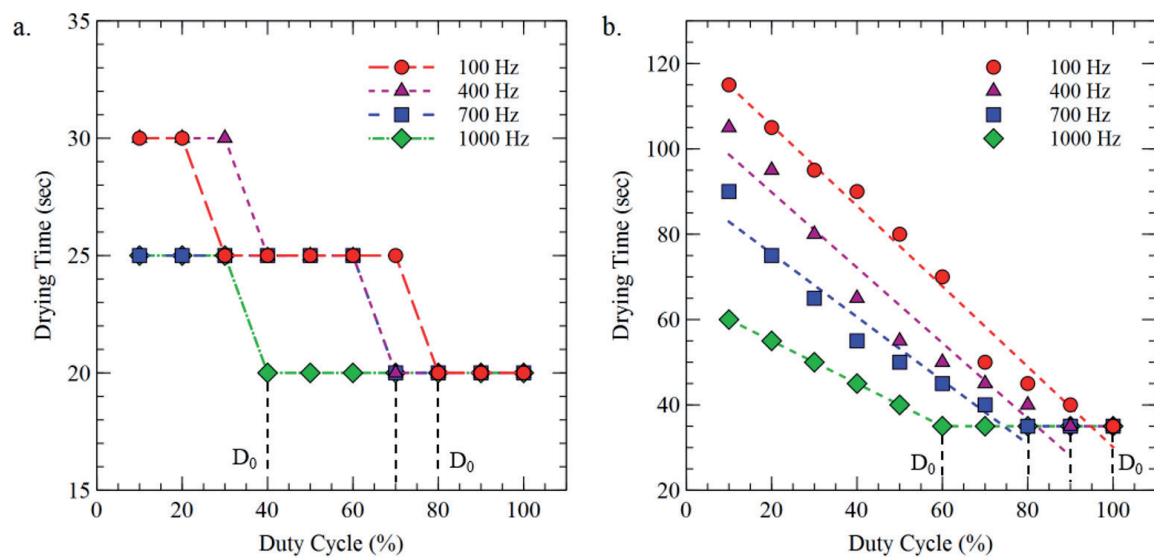 a.
30
25
20
15
0
20
40
60
80
100
Drying Time (sec)
Duty Cycle (%)
100 Hz
400 Hz
700 Hz
1000 Hz
D₀
D₀
b.
120
100
80
60
40
20
0
20
40
60
80
100
Drying Time (sec)
Duty Cycle (%)
100 Hz
400 Hz
700 Hz
1000 Hz
D₀
D₀